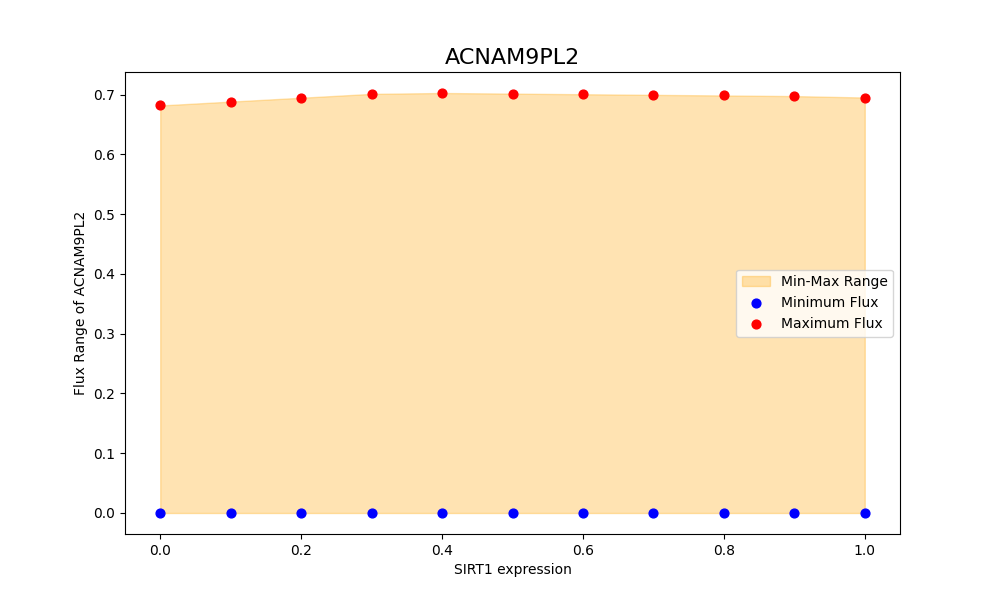 ACNAM9PL2
Flux Range of ACNAM9PL2
0.7
0.6
0.5
0.4
0.3
0.2
0.1
0.0
Min-Max Range
Minimum Flux
Maximum Flux
0.0 0.2 0.4 0.6 0.8 1.0
SIRT1 expression